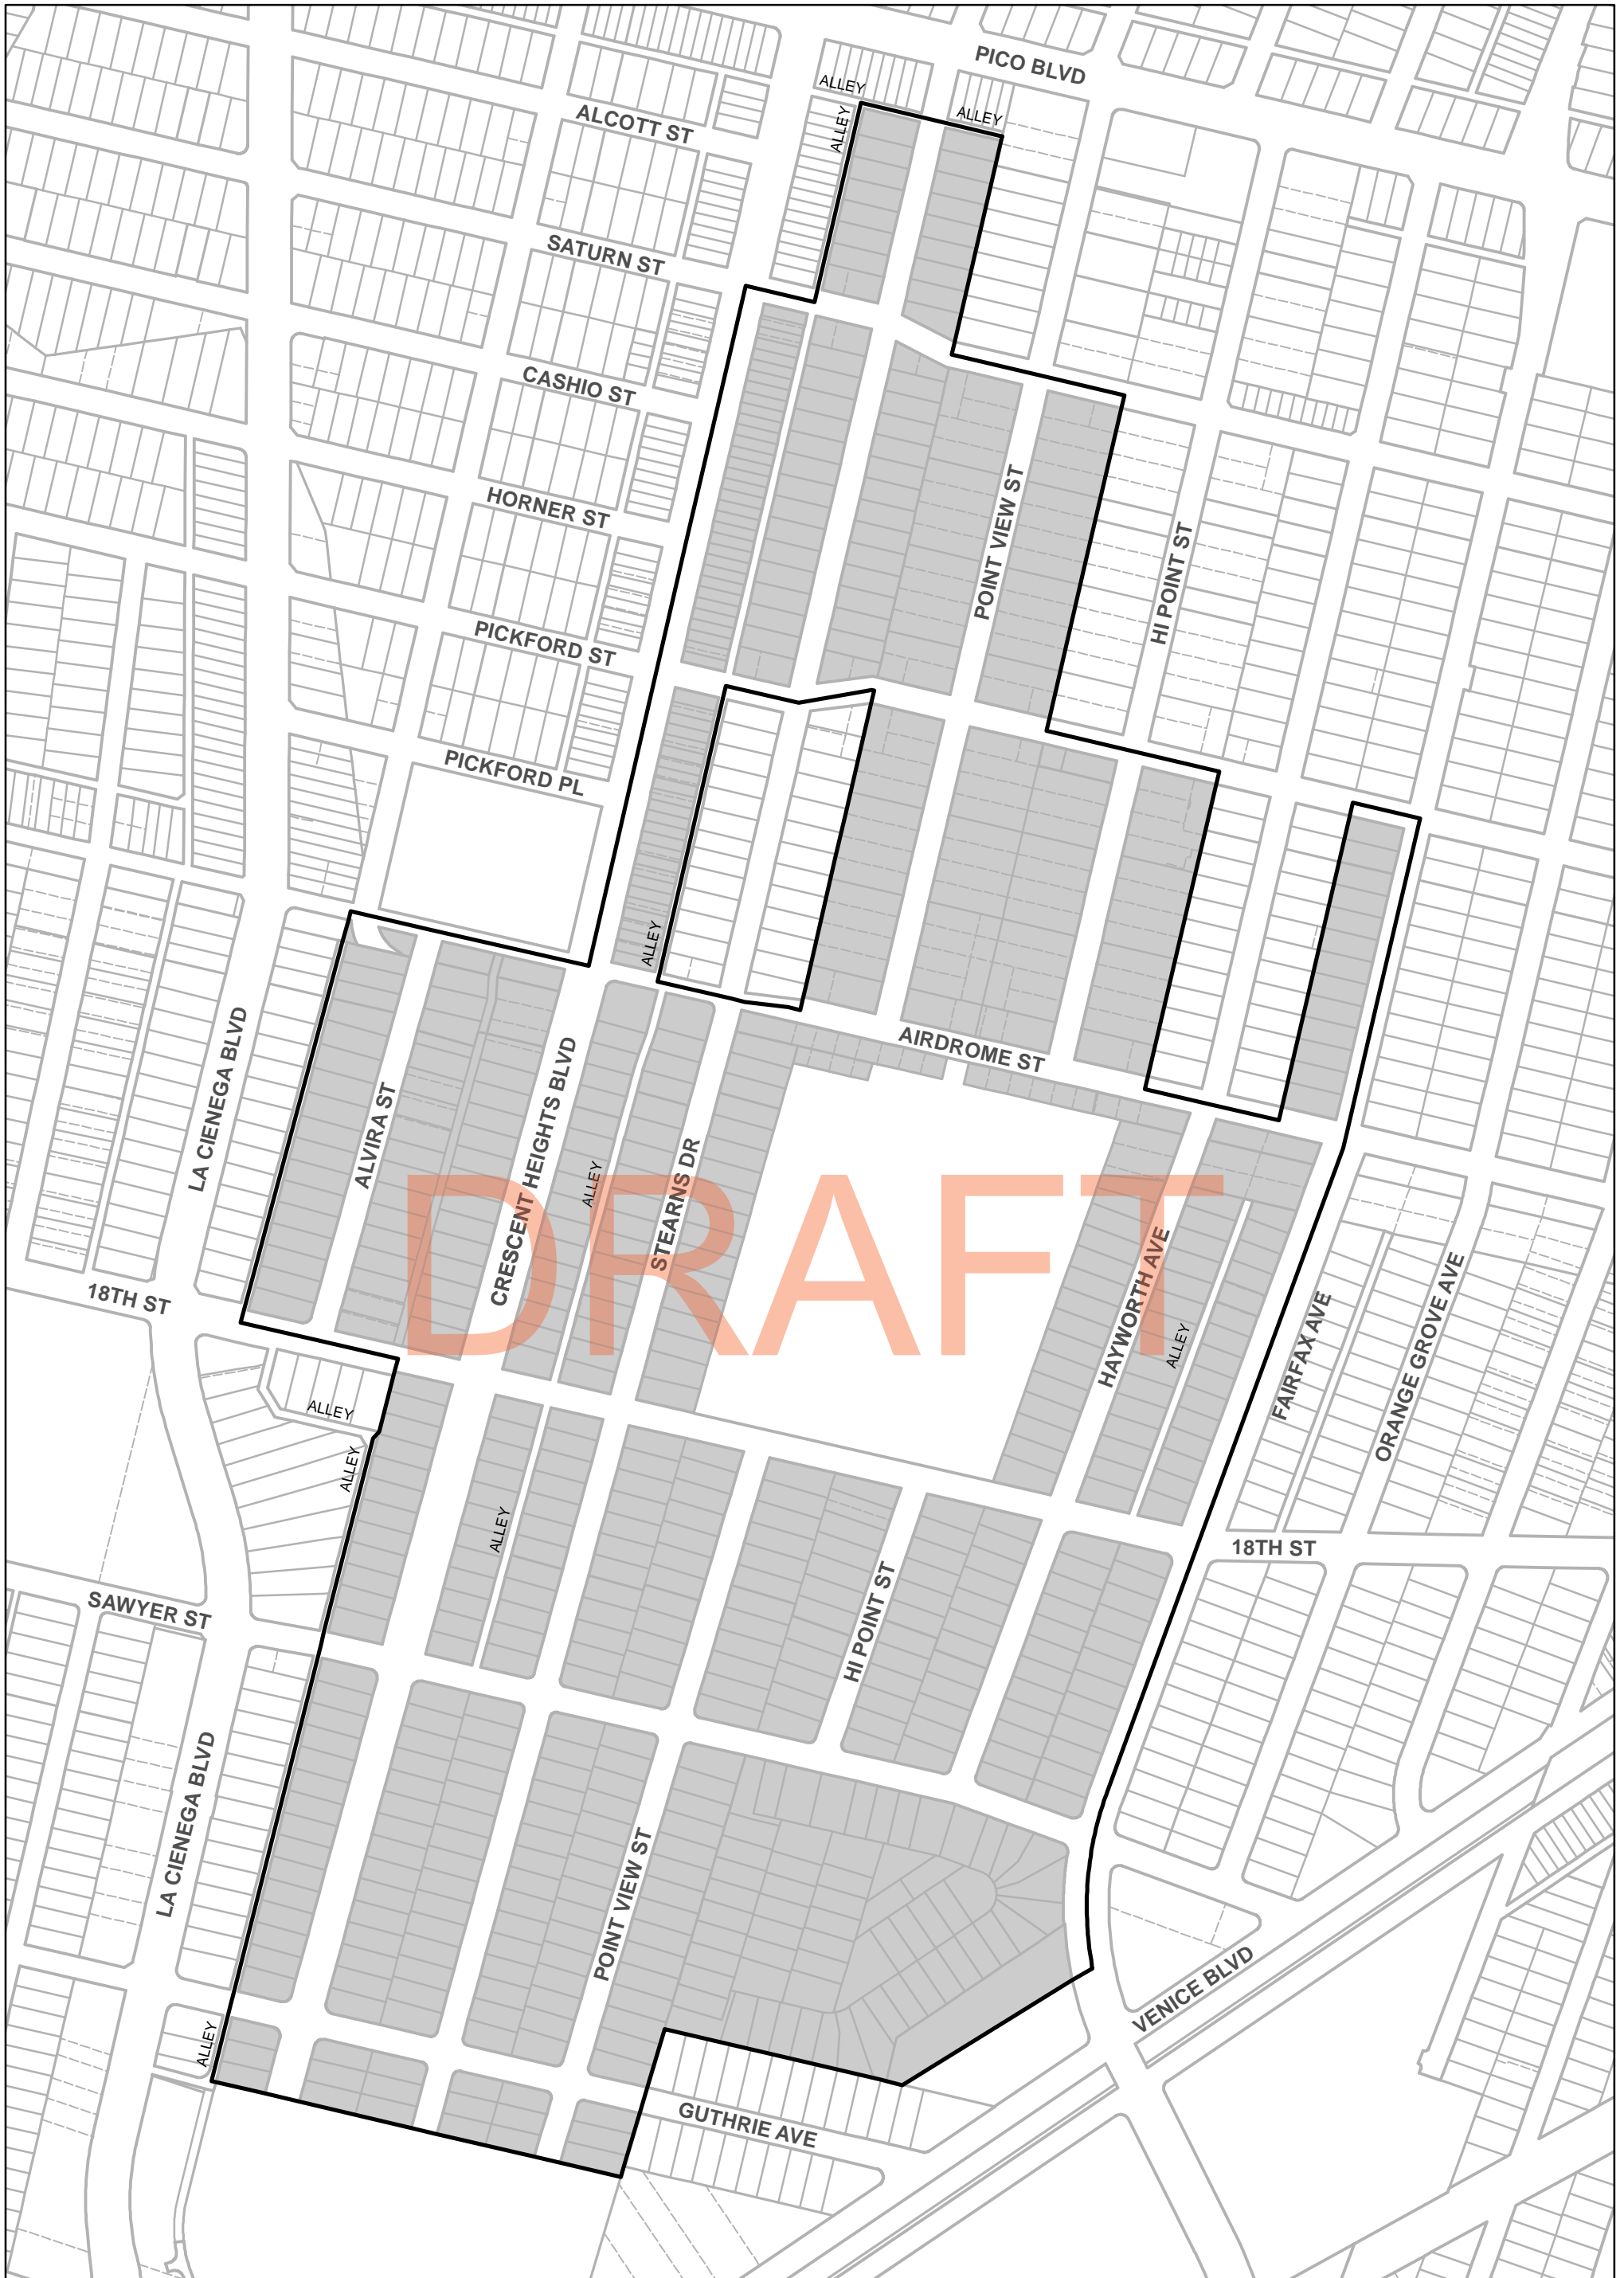 PICO BLVD
ALLEY
ALLEY
ALLEY
ALCOTT ST
SATURN ST
CASHIO ST
HORNER ST
POINT VIEW ST
HI POINT ST
PICKFORD ST
PICKFORD PL
ALLEY
LA CIENEGA BLVD
AIRDROME ST
ALVIRA ST
CRESCENT HEIGHTS BLVD
ALLEY
STEARNS DR
DRAFT
HAYWORTH AVE
ALLEY
FAIRFAX AVE
ORANGE GROVE AVE
18TH ST
ALLEY
ALLEY
ALLEY
18TH ST
HI POINT ST
SAWYER ST
LA CIENEGA BLVD
POINT VIEW ST
VENICE BLVD
ALLEY
GUTHRIE AVE